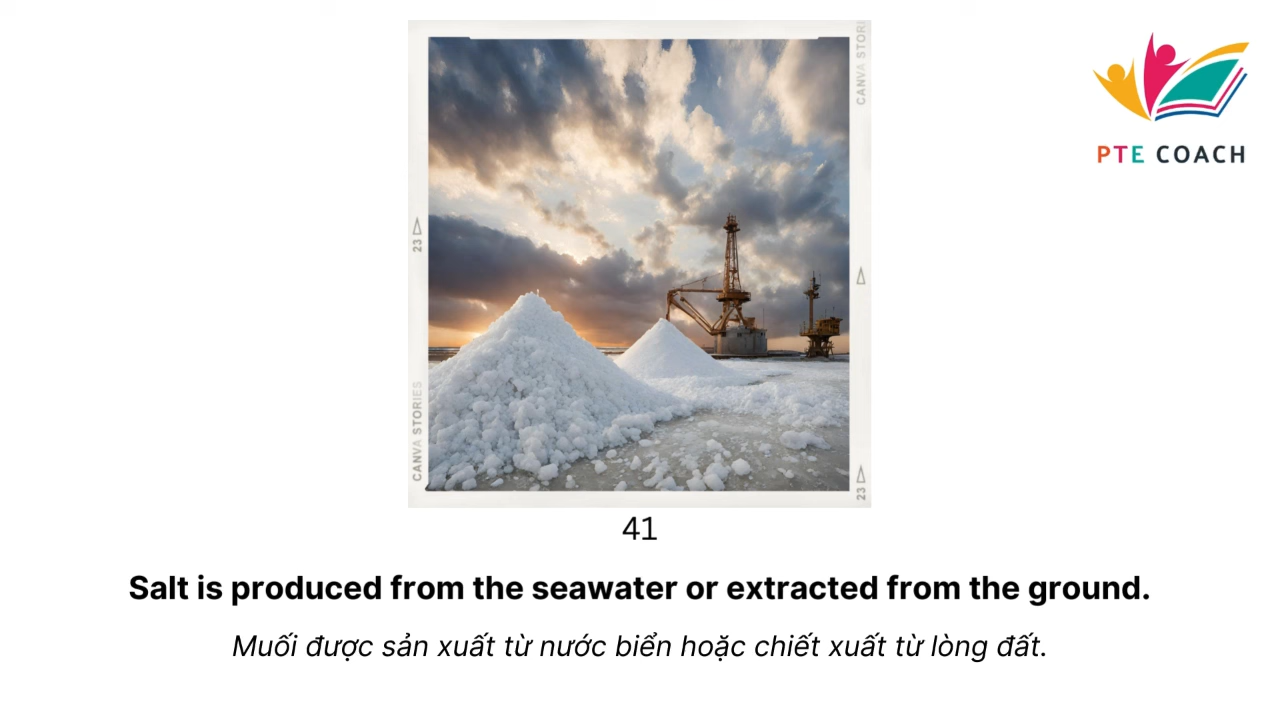 CANVA STORIES
23
CANVA STORIES
23
PTE COACH
41
Salt is produced from the seawater or extracted from the ground.
Muối được sản xuất từ nước biển hoặc chiết xuất từ lòng đất.